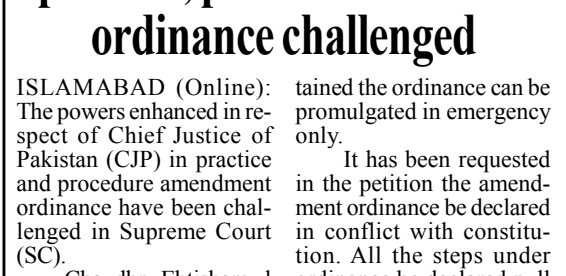 ordinance challenged
ISLAMABAD (Online):
The powers enhanced in re-
spect of Chief Justice of
Pakistan (CJP) in practice
and procedure amendment
ordinance have been chal-
lenged in Supreme Court
(SC).
tained the ordinance can be
promulgated in emergency
only.
It has been requested
in the petition the amend-
ment ordinance be declared
in conflict with constitu-
tion. All the steps under